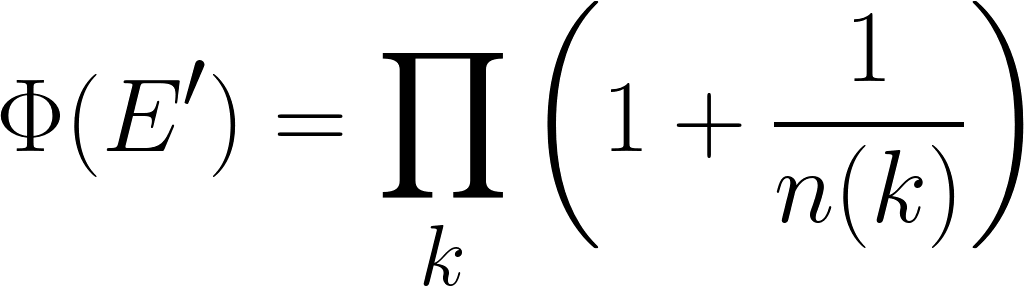 Φ(E′) = ∏_k (1 + 1/n(k))